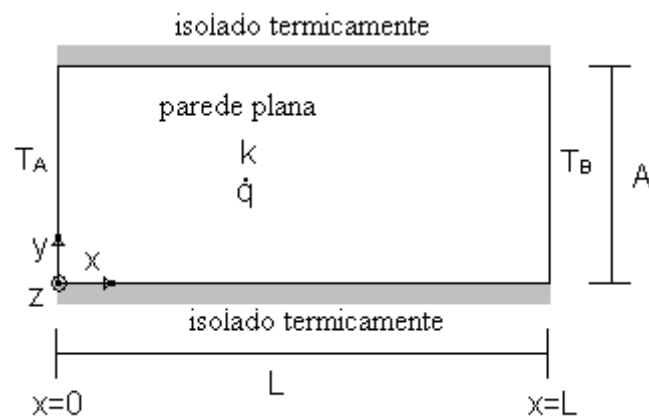 isolado termicamente
parede plana
k
q̇
T_A
T_B
A
y
x
z
isolado termicamente
L
x=0
x=L